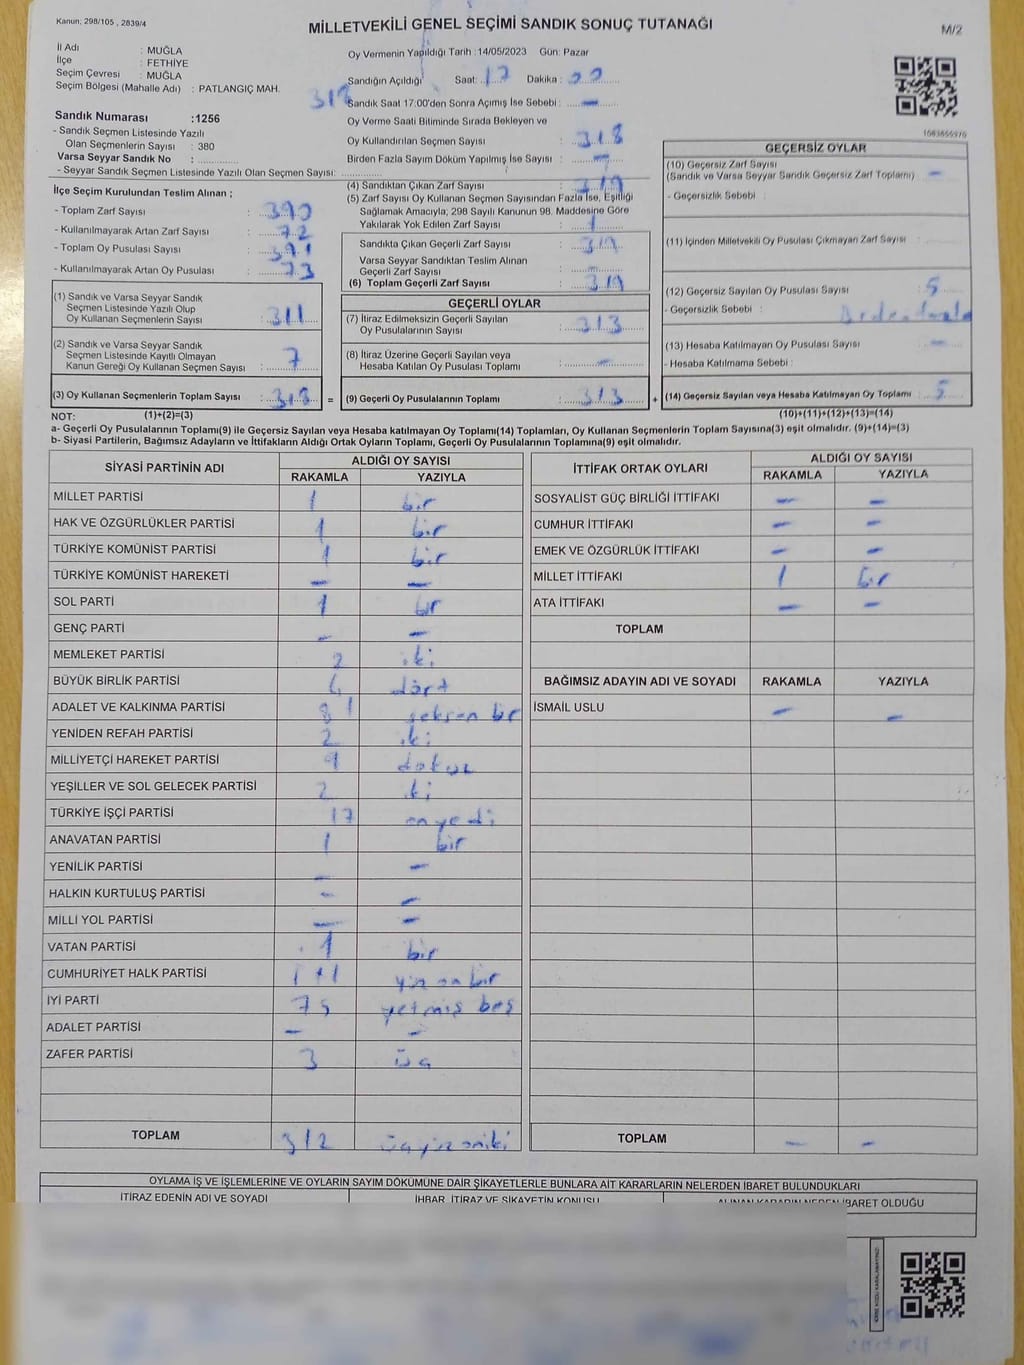 Kanun: 298/105 , 2839/4
MİLLETVEKİLİ GENEL SEÇİMİ SANDIK SONUÇ TUTANAĞI
M/2
İl Adı : MUĞLA
İlçe : FETHİYE
Seçim Çevresi : MUĞLA
Seçim Bölgesi (Mahalle Adı) : PATLANGIÇ MAH.
Sandık Numarası :1256
- Sandık Seçmen Listesinde Yazılı
Olan Seçmenlerin Sayısı : 380
Varsa Seyyar Sandık No :
- Seyyar Sandık Seçmen Listesinde Yazılı Olan Seçmen Sayısı:
İlçe Seçim Kurulundan Teslim Alınan ;
- Toplam Zarf Sayısı : 390
- Kullanılmayarak Artan Zarf Sayısı : 72
- Toplam Oy Pusulası Sayısı : 391
- Kullanılmayarak Artan Oy Pusulası : 73
(1) Sandık ve Varsa Seyyar Sandık
Seçmen Listesinde Yazılı Olup
Oy Kullanan Seçmenlerin Sayısı : 311
(2) Sandık ve Varsa Seyyar Sandık
Seçmen Listesinde Kayıtlı Olmayan
Kanun Gereği Oy Kullanan Seçmen Sayısı : 7
(3) Oy Kullanan Seçmenlerin Toplam Sayısı : 318 =
Oy Vermenin Yapıldığı Tarih : 14/05/2023 Gün: Pazar
Sandığın Açıldığı Saat: 17 Dakika :
Sandık Saat 17:00'den Sonra Açımış İse Sebebi : -
Oy Verme Saati Bitiminde Sırada Bekleyen ve
Oy Kullandırılan Seçmen Sayısı : 318
Birden Fazla Sayım Döküm Yapılmış İse Sayısı : -
(4) Sandıktan Çıkan Zarf Sayısı : 319
(5) Zarf Sayısı Oy Kullanan Seçmen Sayısından Fazla İse, Eşitliği
Sağlamak Amacıyla; 298 Sayılı Kanunun 98. Maddesine Göre
Yakılarak Yok Edilen Zarf Sayısı : 1
Sandıkta Çıkan Geçerli Zarf Sayısı : 319
Varsa Seyyar Sandıktan Teslim Alınan
Geçerli Zarf Sayısı : -
(6) Toplam Geçerli Zarf Sayısı : 319
GEÇERLİ OYLAR
(7) İtiraz Edilmeksizin Geçerli Sayılan
Oy Pusulalarının Sayısı : 313
(8) İtiraz Üzerine Geçerli Sayılan veya
Hesaba Katılan Oy Pusulası Toplamı : -
(9) Geçerli Oy Pusulalarının Toplamı : 313 +
GEÇERSİZ OYLAR
(10) Geçersiz Zarf Sayısı
(Sandık ve Varsa Seyyar Sandık Geçersiz Zarf Toplamı) : -
- Geçersizlik Sebebi :
(11) İçinden Milletvekili Oy Pusulası Çıkmayan Zarf Sayısı :
(12) Geçersiz Sayılan Oy Pusulası Sayısı : 5
- Geçersizlik Sebebi :
(13) Hesaba Katılmayan Oy Pusulası Sayısı : -
- Hesaba Katılmama Sebebi :
(14) Geçersiz Sayılan veya Hesaba Katılmayan Oy Toplamı : 5
NOT: (1)+(2)=(3) (10)+(11)+(12)+(13)=(14)
a- Geçerli Oy Pusulalarının Toplamı(9) ile Geçersiz Sayılan veya Hesaba katılmayan Oy Toplamı(14) Toplamları, Oy Kullanan Seçmenlerin Toplam Sayısına(3) eşit olmalıdır. (9)+(14)=(3)
b- Siyasi Partilerin, Bağımsız Adayların ve İttifakların Aldığı Ortak Oyların Toplamı, Geçerli Oy Pusulalarının Toplamına(9) eşit olmalıdır.
SİYASİ PARTİNİN ADI ALDIĞI OY SAYISI
RAKAMLA YAZIYLA
MİLLET PARTİSİ 1 bir
HAK VE ÖZGÜRLÜKLER PARTİSİ 1 bir
TÜRKİYE KOMÜNİST PARTİSİ 1 bir
TÜRKİYE KOMÜNİST HAREKETİ - -
SOL PARTİ 1 bir
GENÇ PARTİ - -
MEMLEKET PARTİSİ 2 iki
BÜYÜK BİRLİK PARTİSİ 4 dört
ADALET VE KALKINMA PARTİSİ 81 seksen bir
YENİDEN REFAH PARTİSİ 2 iki
MİLLİYETÇİ HAREKET PARTİSİ 9 dokuz
YEŞİLLER VE SOL GELECEK PARTİSİ 2 iki
TÜRKİYE İŞÇİ PARTİSİ 17 onyedi
ANAVATAN PARTİSİ 1 bir
YENİLİK PARTİSİ - -
HALKIN KURTULUŞ PARTİSİ - -
MİLLİ YOL PARTİSİ - -
VATAN PARTİSİ 1 bir
CUMHURİYET HALK PARTİSİ 111 yüz on bir
İYİ PARTİ 75 yetmiş beş
ADALET PARTİSİ - -
ZAFER PARTİSİ 3 üç
TOPLAM 312 üçyüzoniki
İTTİFAK ORTAK OYLARI ALDIĞI OY SAYISI
RAKAMLA YAZIYLA
SOSYALİST GÜÇ BİRLİĞİ İTTİFAKI - -
CUMHUR İTTİFAKI - -
EMEK VE ÖZGÜRLÜK İTTİFAKI - -
MİLLET İTTİFAKI 1 bir
ATA İTTİFAKI - -
TOPLAM
BAĞIMSIZ ADAYIN ADI VE SOYADI RAKAMLA YAZIYLA
İSMAİL USLU - -
TOPLAM - -
OYLAMA İŞ VE İŞLEMLERİNE VE OYLARIN SAYIM DÖKÜMÜNE DAİR ŞİKAYETLERLE BUNLARA AİT KARARLARIN NELERDEN İBARET BULUNDUKLARI
İTİRAZ EDENİN ADI VE SOYADI İHBAR, İTİRAZ VE ŞİKAYETİN KONUSU ALINAN KARARIN NEDEN İBARET OLDUĞU